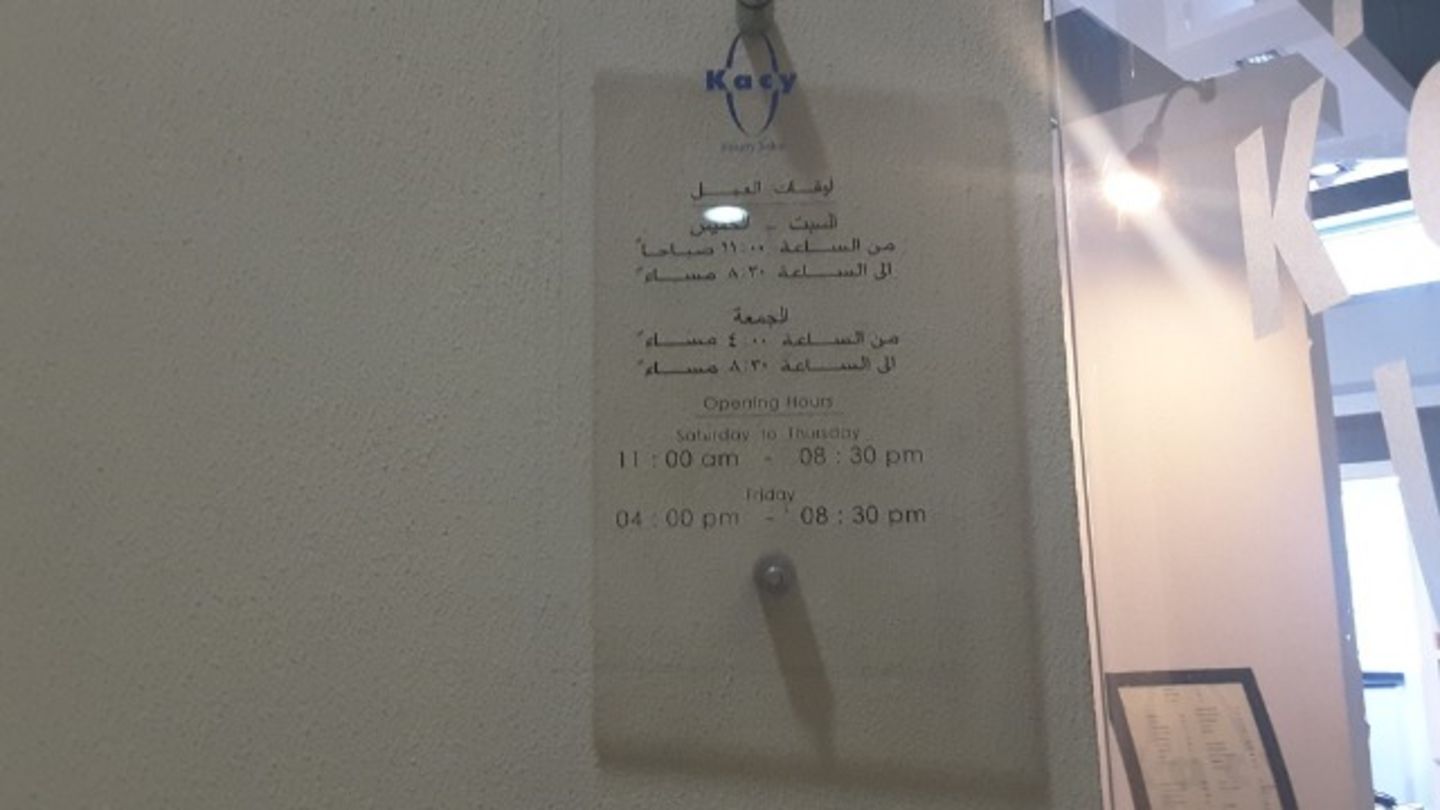 Kacy
Beauty Salon
أوقات العمل
السبت - الخميس
من الساعة ١١:٠٠ صباحاً
الى الساعة ٨:٣٠ مساءً
الجمعة
من الساعة ٤:٠٠ مساءً
الى الساعة ٨:٣٠ مساءً
Opening Hours
Saturday to Thursday
11 : 00 am - 08 : 30 pm
Friday
04 : 00 pm - 08 : 30 pm
K